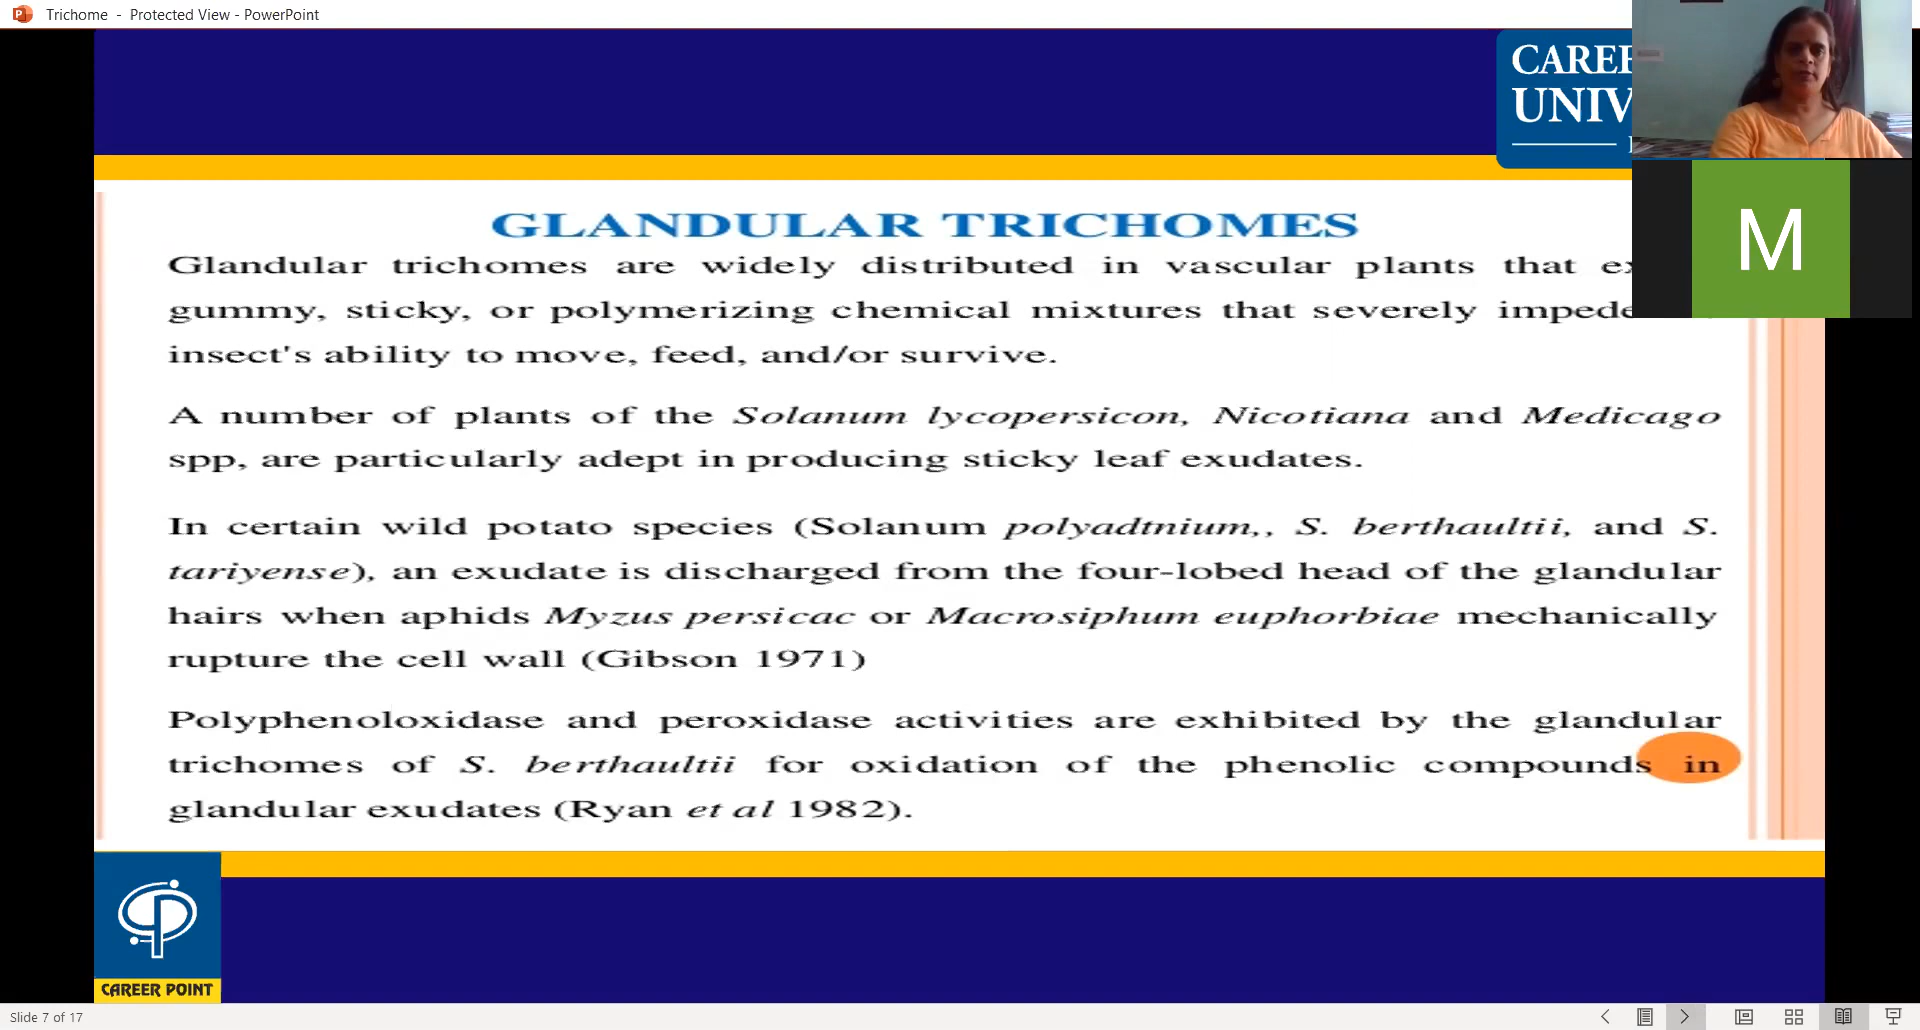 Trichome - Protected View - PowerPoint
CAREE
UNIV
M
GLANDULAR TRICHOMES
Glandular trichomes are widely distributed in vascular plants that
gummy, sticky, or polymerizing chemical mixtures that severely impede
insect's ability to move, feed, and/or survive.
A number of plants of the Solanum lycopersicon, Nicotiana and Medicago
spp, are particularly adept in producing sticky leaf exudates.
In certain wild potato species (Solanum polyadtnium,, S. berthaultii, and S.
tariyense), an exudate is discharged from the four-lobed head of the glandular
hairs when aphids Myzus persicac or Macrosiphum euphorbiae mechanically
rupture the cell wall (Gibson 1971)
Polyphenoloxidase and peroxidase activities are exhibited by the glandular
trichomes of S. berthaultii for oxidation of the phenolic compounds in
glandular exudates (Ryan et al 1982).
CAREER POINT
Slide 7 of 17